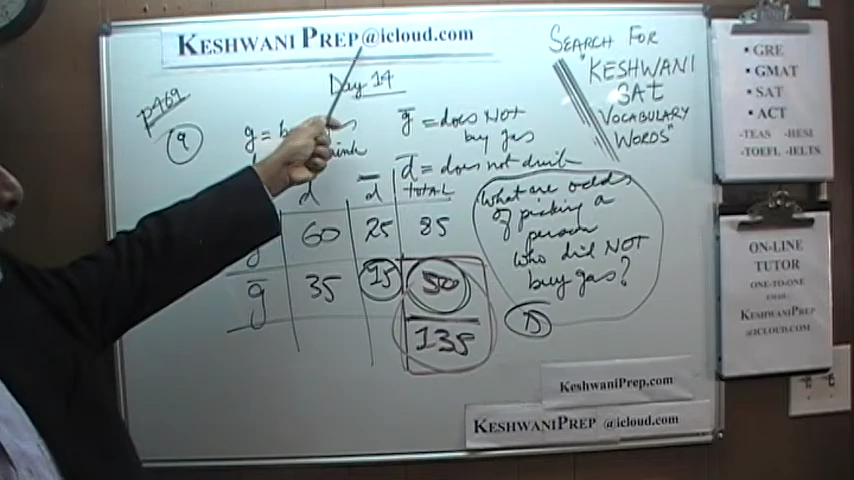 KESHWANI PREP@icloud.com
Day 14
p469
9
g = b
g̅ = does NOT
buy gas
d̅ = does not drink
d
d̅
TOTAL
60
25
85
g̅
35
15
50
135
What are odds
of picking a
person
who did NOT
buy gas?
D
SEARCH FOR
"KESHWANI
SAT
VOCABULARY
WORDS"
• GRE
• GMAT
• SAT
• ACT
-TEAS -HESI
-TOEFL -IELTS
ON-LINE
TUTOR
ONE-TO-ONE
EMAIL:
KESHWANIPREP
@ICLOUD.COM
KESHWANIPREP.com
KESHWANIPREP @icloud.com